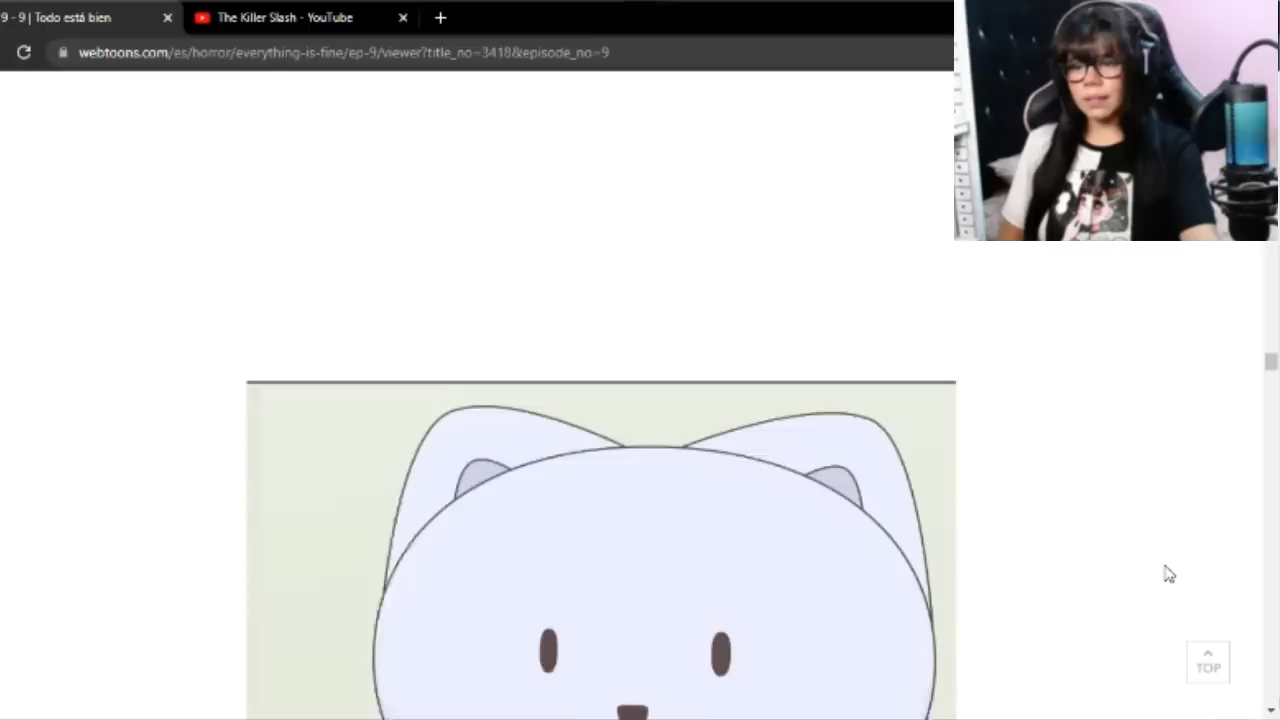 9 - 9 | Todo está bien
The Killer Slash - YouTube
webtoons.com/es/horror/everything-is-fine/ep-9/viewer?title_no=3418&episode_no=9
TOP